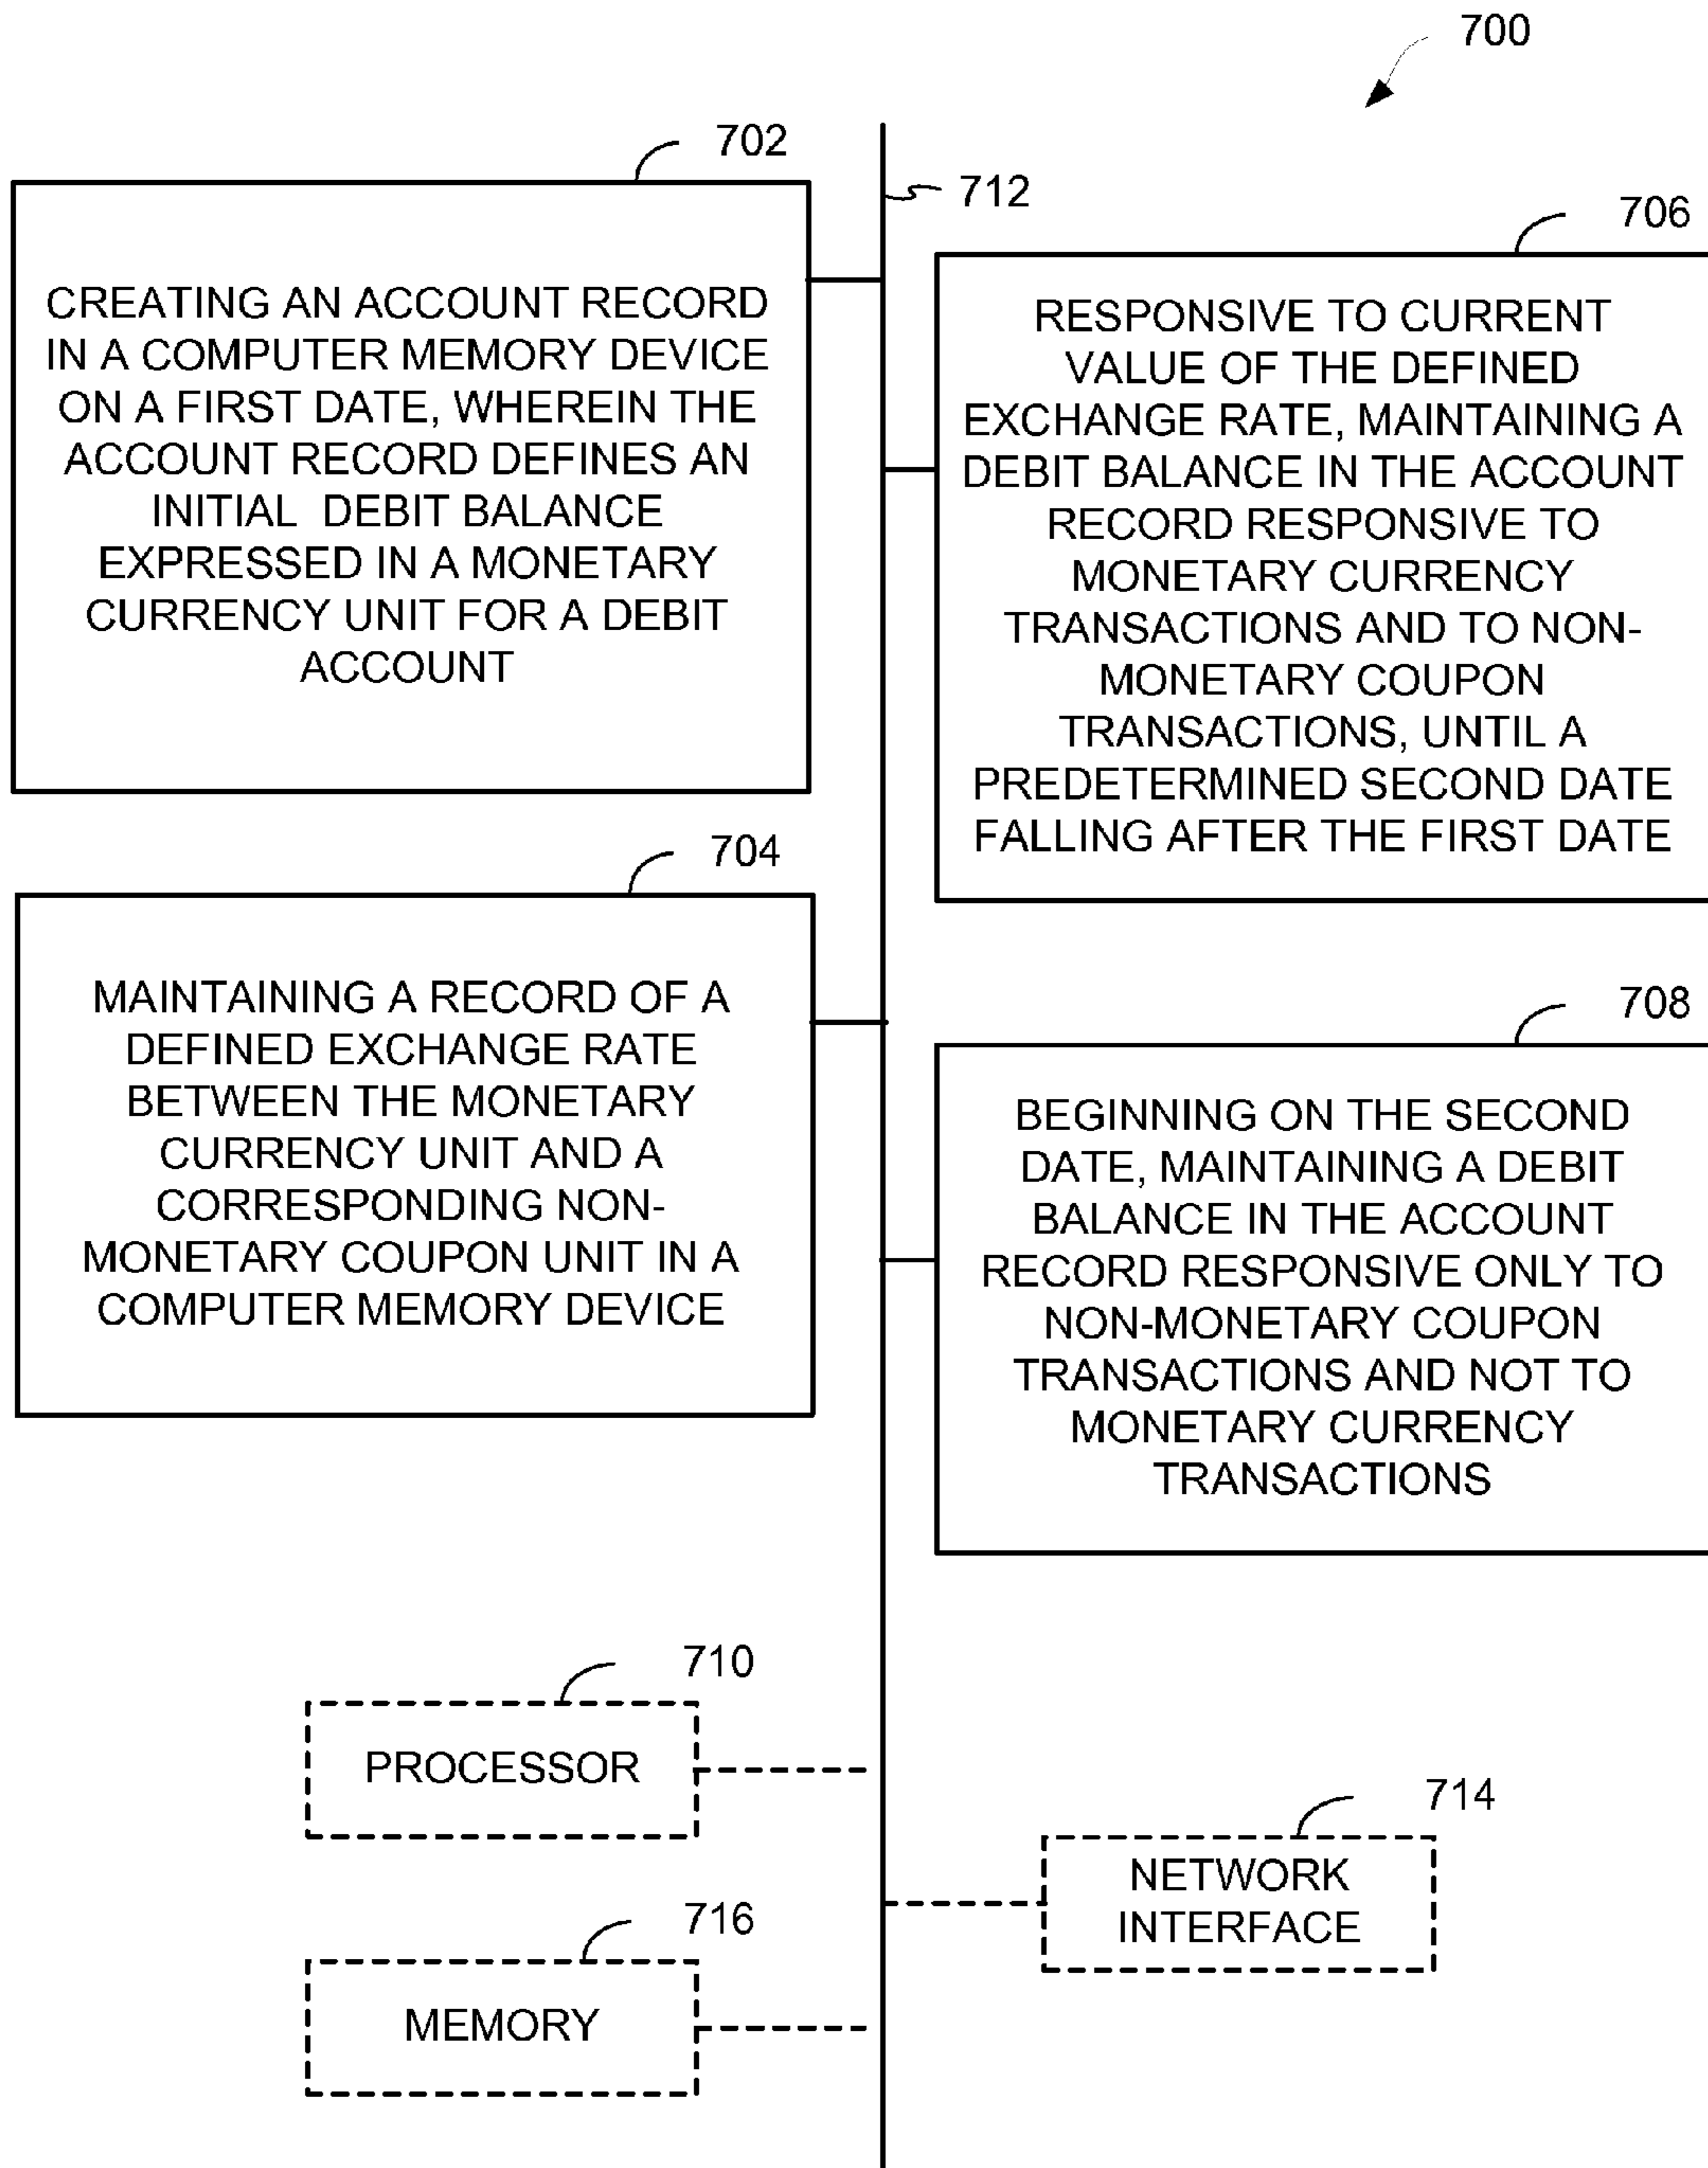 700
702
CREATING AN ACCOUNT RECORD
IN A COMPUTER MEMORY DEVICE
ON A FIRST DATE, WHEREIN THE
ACCOUNT RECORD DEFINES AN
INITIAL DEBIT BALANCE
EXPRESSED IN A MONETARY
CURRENCY UNIT FOR A DEBIT
ACCOUNT
712
706
RESPONSIVE TO CURRENT
VALUE OF THE DEFINED
EXCHANGE RATE, MAINTAINING A
DEBIT BALANCE IN THE ACCOUNT
RECORD RESPONSIVE TO
MONETARY CURRENCY
TRANSACTIONS AND TO NON-
MONETARY COUPON
TRANSACTIONS, UNTIL A
PREDETERMINED SECOND DATE
FALLING AFTER THE FIRST DATE
704
MAINTAINING A RECORD OF A
DEFINED EXCHANGE RATE
BETWEEN THE MONETARY
CURRENCY UNIT AND A
CORRESPONDING NON-
MONETARY COUPON UNIT IN A
COMPUTER MEMORY DEVICE
708
BEGINNING ON THE SECOND
DATE, MAINTAINING A DEBIT
BALANCE IN THE ACCOUNT
RECORD RESPONSIVE ONLY TO
NON-MONETARY COUPON
TRANSACTIONS AND NOT TO
MONETARY CURRENCY
TRANSACTIONS
710
PROCESSOR
714
NETWORK
INTERFACE
716
MEMORY